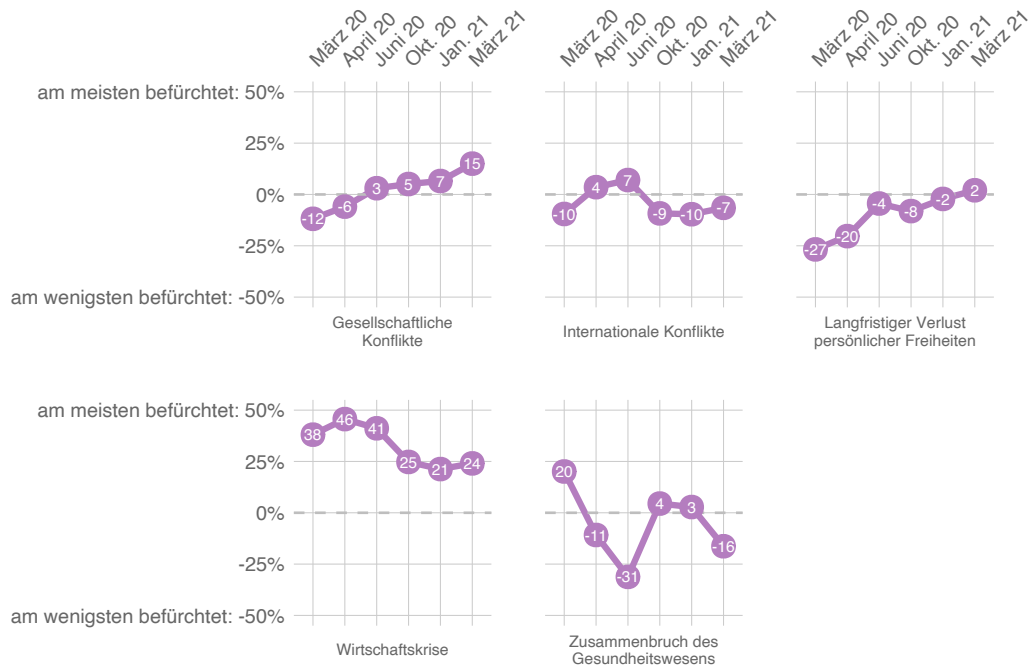 März 20
April 20
Juni 20
Okt. 20
Jan. 21
März 21
März 20
April 20
Juni 20
Okt. 20
Jan. 21
März 21
März 20
April 20
Juni 20
Okt. 20
Jan. 21
März 21
am meisten befürchtet: 50%
25%
0%
-25%
am wenigsten befürchtet: -50%
-12
-6
3
5
7
15
Gesellschaftliche
Konflikte
-10
4
7
-9
-10
-7
Internationale Konflikte
-27
-20
-4
-8
-2
2
Langfristiger Verlust
persönlicher Freiheiten
am meisten befürchtet: 50%
25%
0%
-25%
am wenigsten befürchtet: -50%
38
46
41
25
21
24
Wirtschaftskrise
20
-11
-31
4
3
-16
Zusammenbruch des
Gesundheitswesens